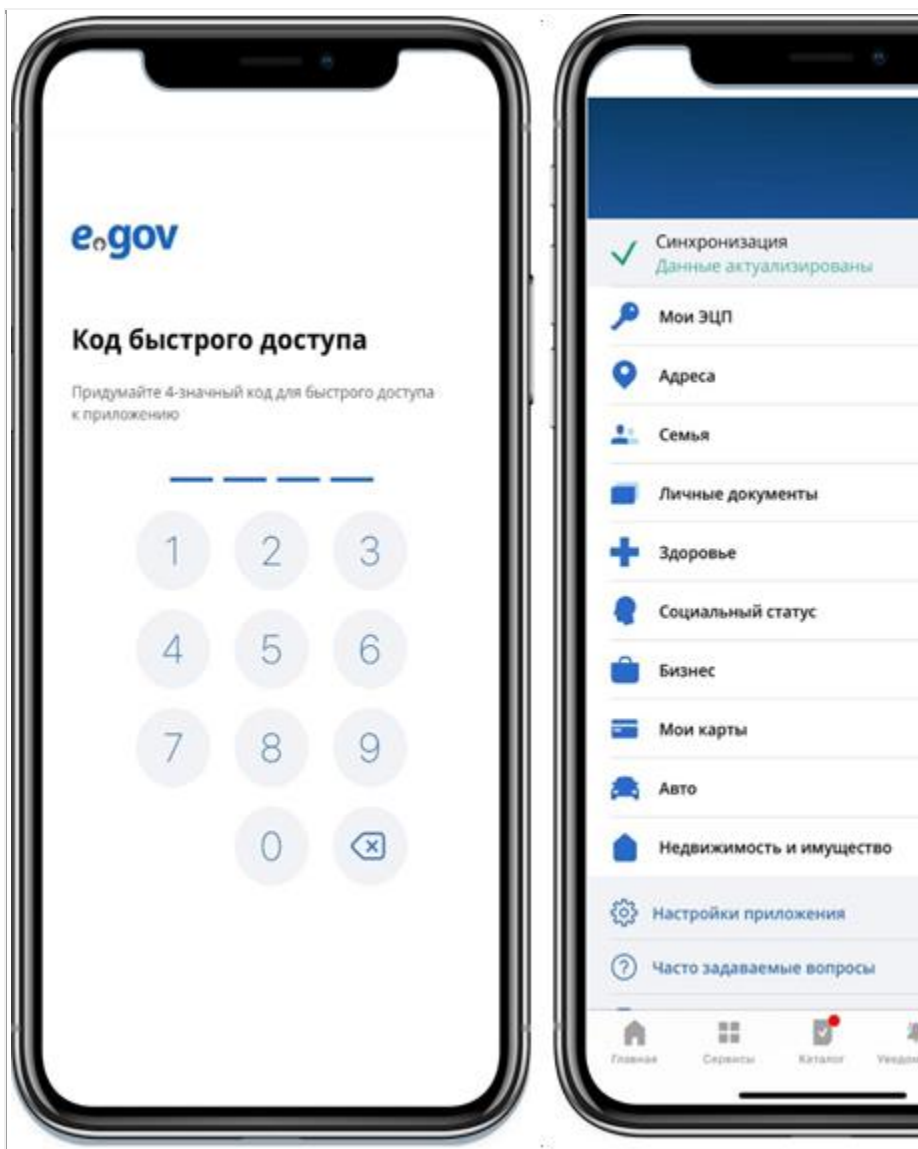 e.gov
Код быстрого доступа
Придумайте 4-значный код для быстрого доступа
к приложению
1 2 3
4 5 6
7 8 9
0
Синхронизация
Данные актуализированы
Мои ЭЦП
Адреса
Семья
Личные документы
Здоровье
Социальный статус
Бизнес
Мои карты
Авто
Недвижимость и имущество
Настройки приложения
Часто задаваемые вопросы
Главная Сервисы Каталог Уведом